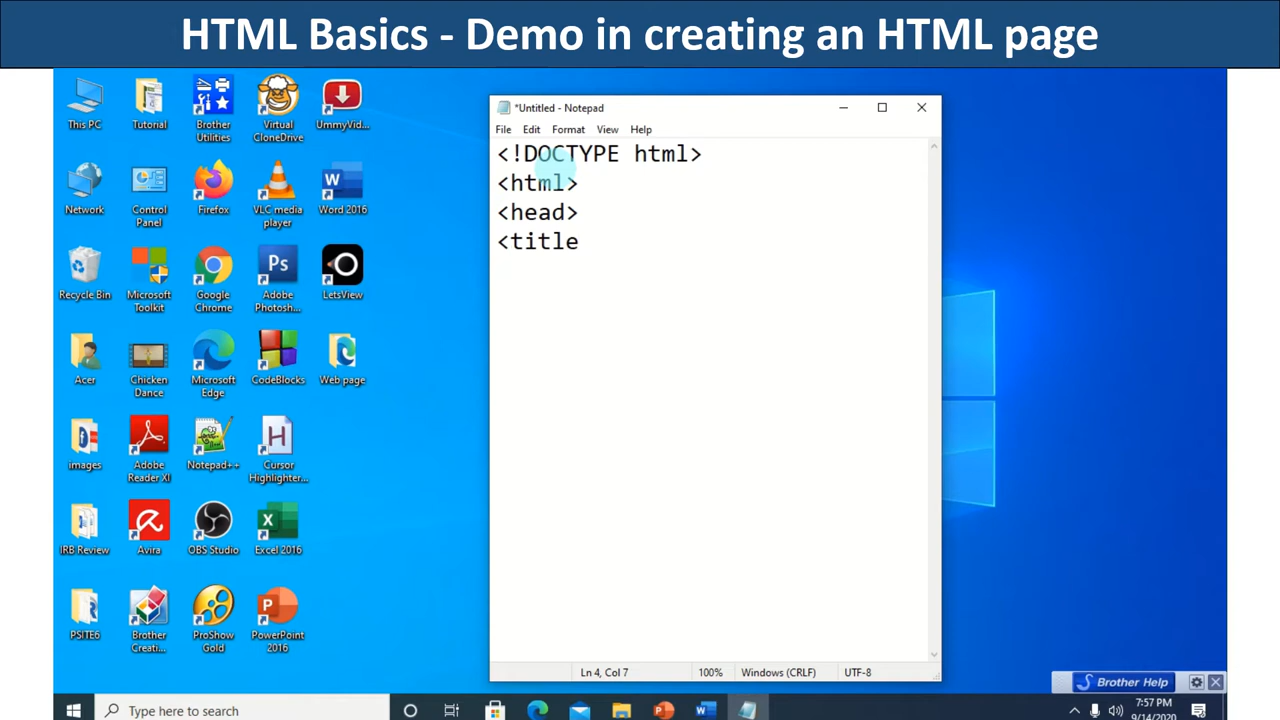 HTML Basics - Demo in creating an HTML page
This PC
Tutorial
Brother
Utilities
Virtual
CloneDrive
UmmyVid...
Network
Control
Panel
Firefox
VLC media
player
Word 2016
Recycle Bin
Microsoft
Toolkit
Google
Chrome
Ps
Adobe
Photosh...
LetsView
Acer
Chicken
Dance
Microsoft
Edge
CodeBlocks
Web page
images
Adobe
Reader XI
Notepad++
H
Cursor
Highlighter...
IRB Review
Avira
OBS Studio
Excel 2016
PSITE6
Brother
Creati...
ProShow
Gold
PowerPoint
2016
*Untitled - Notepad
File Edit Format View Help
<!DOCTYPE html>
<html>
<head>
<title
Ln 4, Col 7 100% Windows (CRLF) UTF-8
Brother Help
Type here to search
7:57 PM
9/14/2020